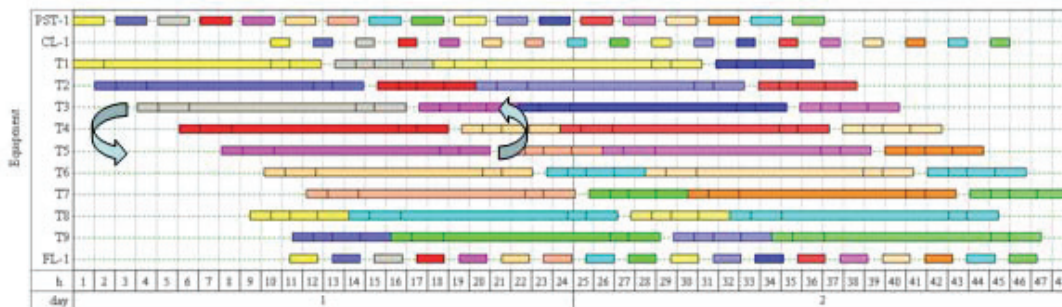 PST-1
CL-1
T1
T2
T3
T4
T5
T6
T7
T8
T9
FL-1
Equipment
h. 1 2 3 4 5 6 7 8 9 10 11 12 13 14 15 16 17 18 19 20 21 22 23 24 25 26 27 28 29 30 31 32 33 34 35 36 37 38 39 40 41 42 43 44 45 46 47
day 1 2